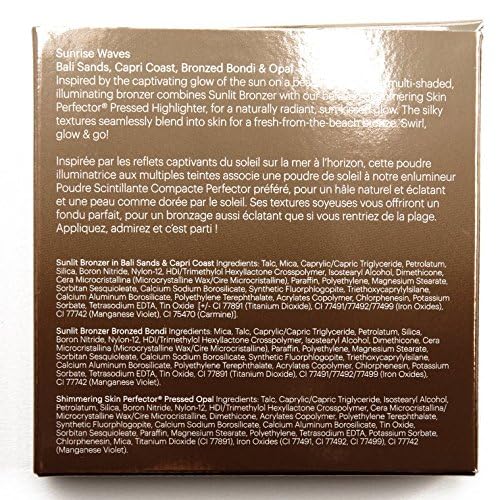 Sunrise Waves
Bali Sands, Capri Coast, Bronzed Bondi & Opal
Inspired by the captivating glow of the sun on a multi-shaded,
illuminating bronzer combines Sunlit Bronzer with our Shimmering Skin
Perfector® Pressed Highlighter, for a naturally radiant, glow. The silky
textures seamlessly blend into skin for a fresh-from-the-beach Swirl,
glow & go!
Inspirée par les reflets captivants du soleil sur la mer à l'horizon, cette poudre
illuminatrice aux multiples teintes associe une poudre de soleil à notre enlumineur
Poudre Scintillante Compacte Perfector préféré, pour un hâle naturel et éclatant
et une peau comme dorée par le soleil. Ses textures soyeuses vous offriront un
fondu parfait, pour un bronzage aussi éclatant que si vous rentriez de la plage.
Appliquez, admirez et c'est parti !
Sunlit Bronzer in Bali Sands & Capri Coast Ingredients: Talc, Mica, Caprylic/Capric Triglyceride, Petrolatum,
Silica, Boron Nitride, Nylon-12, HDI/Trimethylol Hexyllactone Crosspolymer, Isostearyl Alcohol, Dimethicone,
Cera Microcristallina (Microcrystalline Wax/Cire Microcristalline), Paraffin, Magnesium Stearate,
Sorbitan Sesquioleate, Calcium Sodium Borosilicate, Synthetic Fluorphlogopite, Triethoxycaprylylsilane,
Calcium Aluminum Borosilicate, Polyethylene Terephthalate, Acrylates Copolymer, Chlorphenesin, Potassium
Sorbate, Tetrasodium EDTA, Tin Oxide [+/- CI 77891 (Titanium Dioxide), CI 77491/77492/77499 (Iron Oxides),
CI 77742 (Manganese Violet), CI 75470 (Carmine)].
Sunlit Bronzer Bronzed Bondi Ingredients: Mica, Talc, Caprylic/Capric Triglyceride, Petrolatum, Silica,
Boron Nitride, Nylon-12, HDI/Trimethylol Hexyllactone Crosspolymer, Isostearyl Alcohol, Dimethicone, Cera
Microcristallina (Microcrystalline Wax/Cire Microcristalline), Paraffin, Polyethylene, Magnesium Stearate,
Sorbitan Sesquioleate, Calcium Sodium Borosilicate, Synthetic Fluorphlogopite, Triethoxycaprylylsilane,
Calcium Aluminum Borosilicate, Polyethylene Terephthalate, Acrylates Copolymer, Chlorphenesin, Potassium
Sorbate, Tetrasodium EDTA, Tin Oxide, CI 77891 (Titanium Dioxide), CI 77491/77492/77499 (Iron Oxides),
CI 77742 (Manganese Violet).
Shimmering Skin Perfector® Pressed Opal Ingredients: Talc, Caprylic/Capric Triglyceride, Isostearyl Alcohol,
Petrolatum, Silica, Boron Nitride, Nylon-12, HDI/Trimethylol Hexyllactone Crosspolymer, Cera Microcristallina/
Microcrystalline Wax/Cire Microcristalline, Dimethicone, Acrylates Copolymer, Polyethylene Terephthalate,
Synthetic Fluorphlogopite, Calcium Sodium Borosilicate, Calcium Aluminum Borosilicate, Tin Oxide,
Sorbitan Sesquioleate, Paraffin, Magnesium Stearate, Polyethylene, Tetrasodium EDTA, Potassium Sorbate,
Chlorphenesin, Mica, Titanium Dioxide (CI 77891), Iron Oxides (CI 77491, CI 77492, CI 77499), CI 77742
(Manganese Violet).